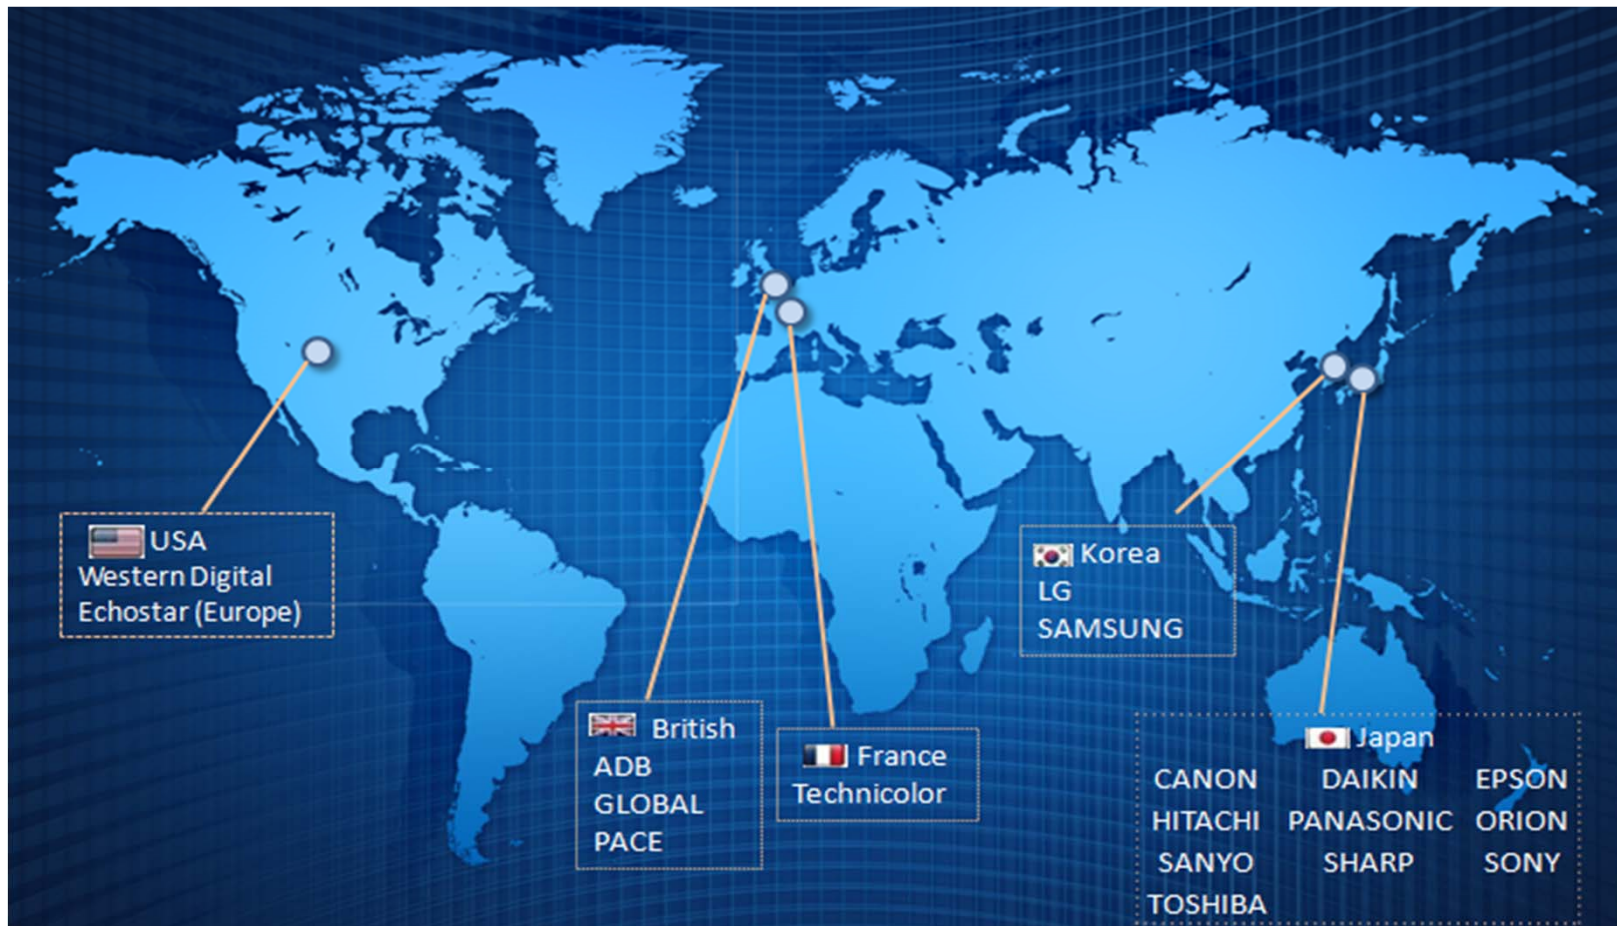 USA
Western Digital
Echostar (Europe)
British
ADB
GLOBAL
PACE
France
Technicolor
Korea
LG
SAMSUNG
Japan
CANON DAIKIN EPSON
HITACHI PANASONIC ORION
SANYO SHARP SONY
TOSHIBA